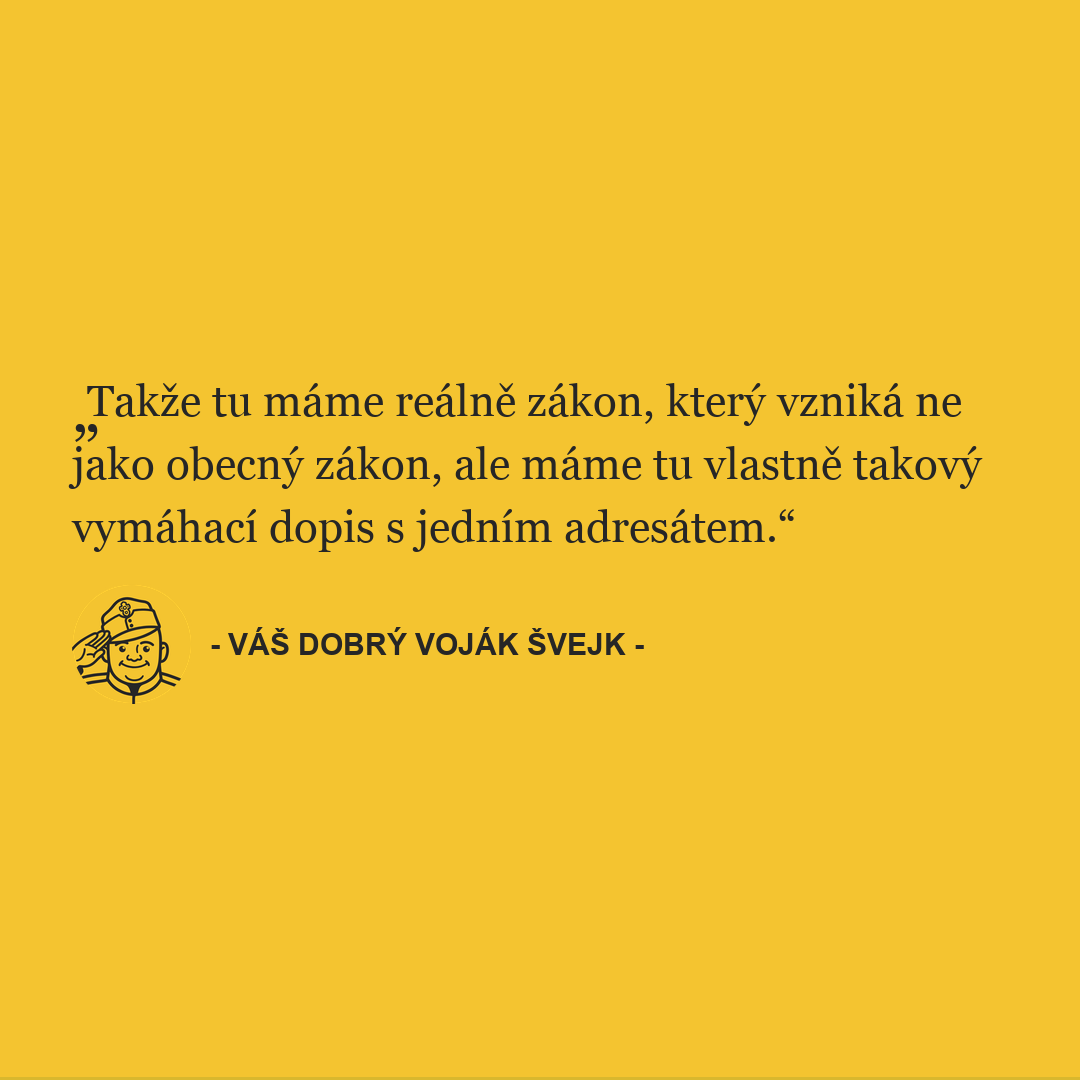 „Takže tu máme reálně zákon, který vzniká ne
jako obecný zákon, ale máme tu vlastně takový
vymáhací dopis s jedním adresátem.“
- VÁŠ DOBRÝ VOJÁK ŠVEJK -